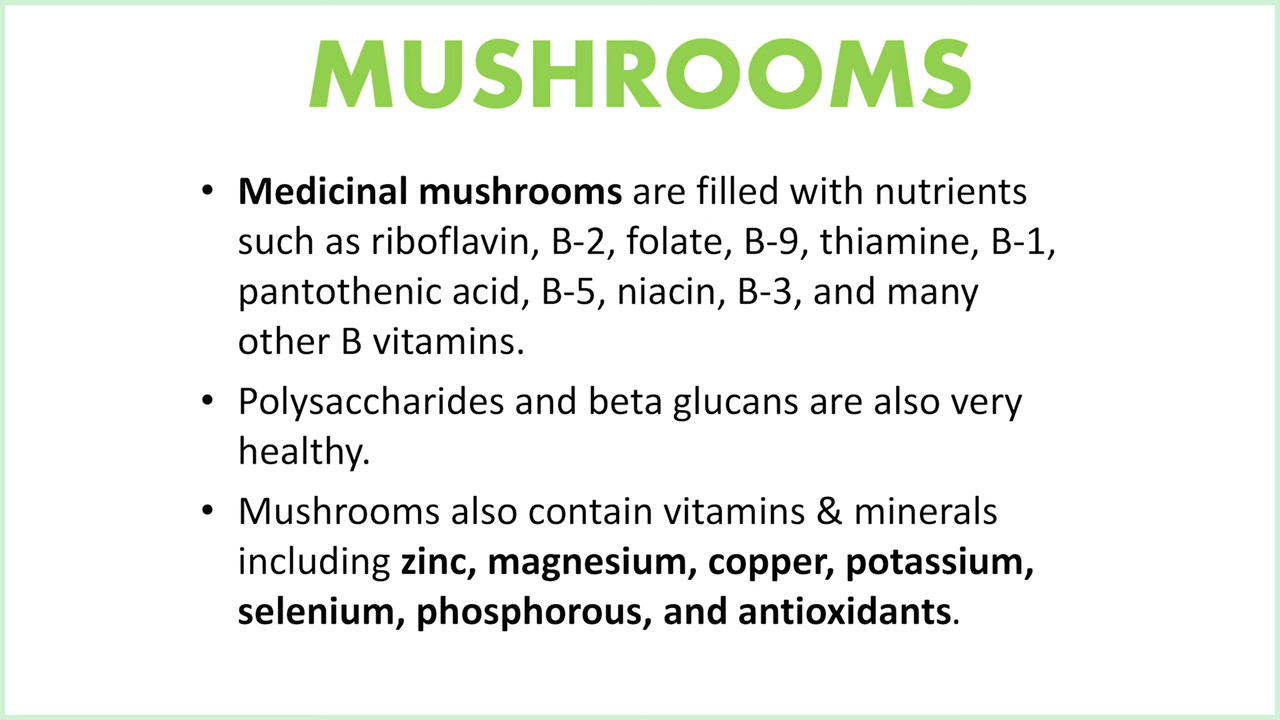 MUSHROOMS
• Medicinal mushrooms are filled with nutrients
such as riboflavin, B-2, folate, B-9, thiamine, B-1,
pantothenic acid, B-5, niacin, B-3, and many
other B vitamins.
• Polysaccharides and beta glucans are also very
healthy.
• Mushrooms also contain vitamins & minerals
including zinc, magnesium, copper, potassium,
selenium, phosphorous, and antioxidants.